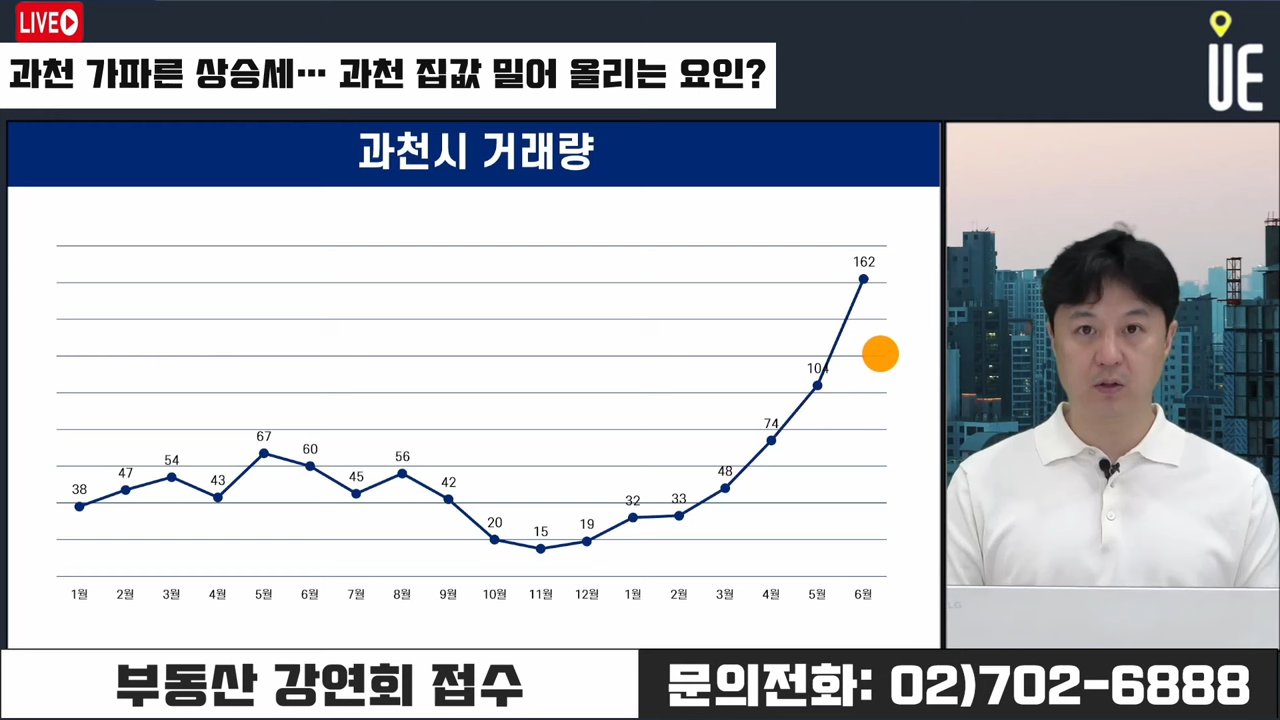 LIVE
UE
과천 가파른 상승세… 과천 집값 밀어 올리는 요인?
과천시 거래량
162
104
74
67
60
56
54
48
47
45
43
42
38
33
32
20
19
15
1월 2월 3월 4월 5월 6월 7월 8월 9월 10월 11월 12월 1월 2월 3월 4월 5월 6월
LG
부동산 강연회 접수
문의전화: 02)702-6888